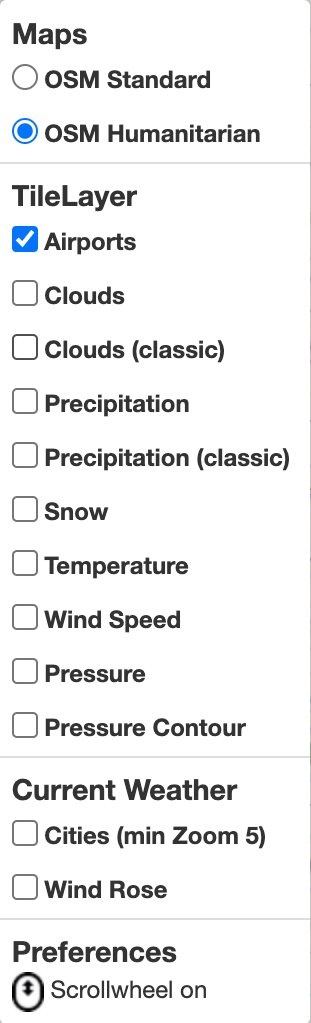 Maps
OSM Standard
OSM Humanitarian
TileLayer
Airports
Clouds
Clouds (classic)
Precipitation
Precipitation (classic)
Snow
Temperature
Wind Speed
Pressure
Pressure Contour
Current Weather
Cities (min Zoom 5)
Wind Rose
Preferences
Scrollwheel on